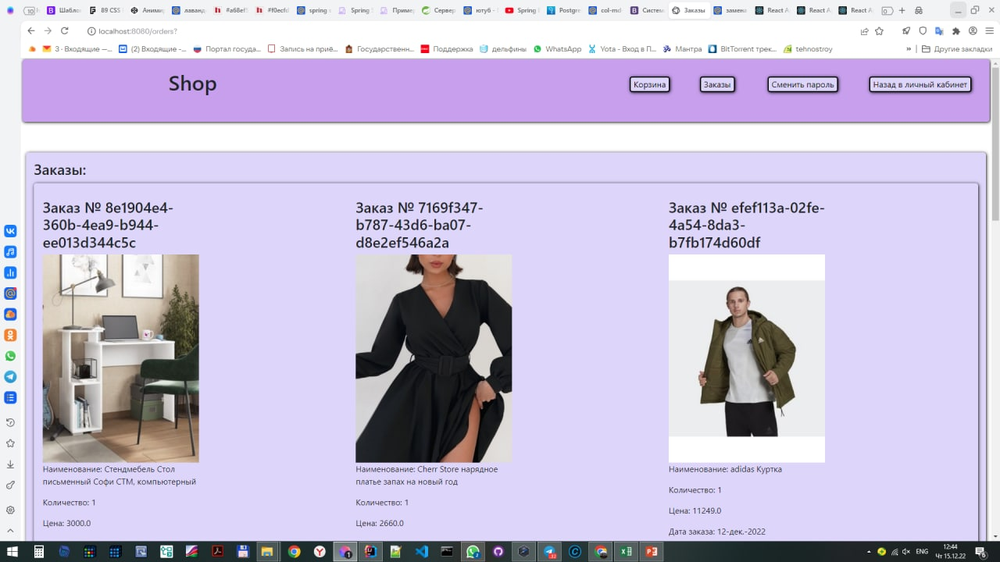 Шаблон
89 CSS
Аними
лаванд
#a68ef
#f0ecfd
spring s
Spring S
Приме
Сервер
ютуб -
Spring
Postgre
col-md
Систем
Заказы
замена
React A
React A
React A
localhost:8080/orders?
3 · Входящие —...
(2) Входящие -...
Портал госуда...
Запись на приё...
Государственн...
Поддержка
дельфины
WhatsApp
Yota - Вход в П...
Мантра
BitTorrent трек...
tehnostroy
»
Другие закладки
Shop
Корзина
Заказы
Сменить пароль
Назад в личный кабинет
Заказы:
Заказ № 8e1904e4-
360b-4ea9-b944-
ee013d344c5c
Наименование: Стендмебель Стол
письменный Софи СТМ, компьютерный
Количество: 1
Цена: 3000.0
Заказ № 7169f347-
b787-43d6-ba07-
d8e2ef546a2a
Наименование: Cherr Store нарядное
платье запах на новый год
Количество: 1
Цена: 2660.0
Заказ № efef113a-02fe-
4a54-8da3-
b7fb174d60df
Наименование: adidas Куртка
Количество: 1
Цена: 11249.0
Дата заказа: 12-дек.-2022
ENG
12:44
Чт 15.12.22